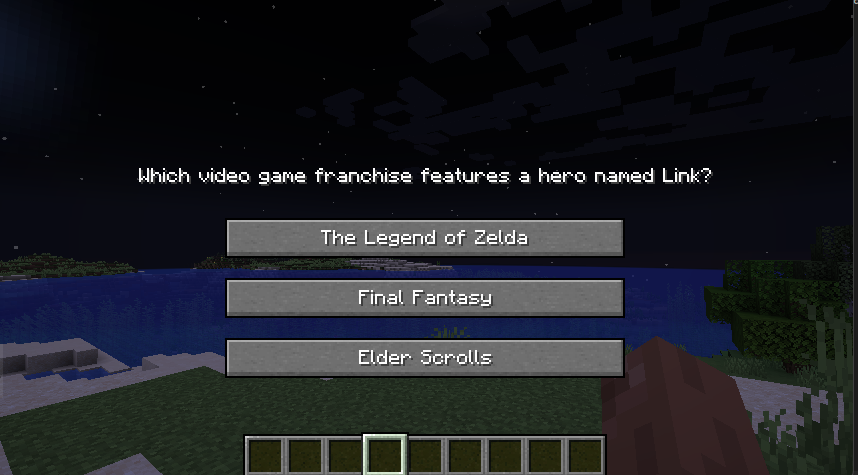 Which video game franchise features a hero named Link?
The Legend of Zelda
Final Fantasy
Elder Scrolls